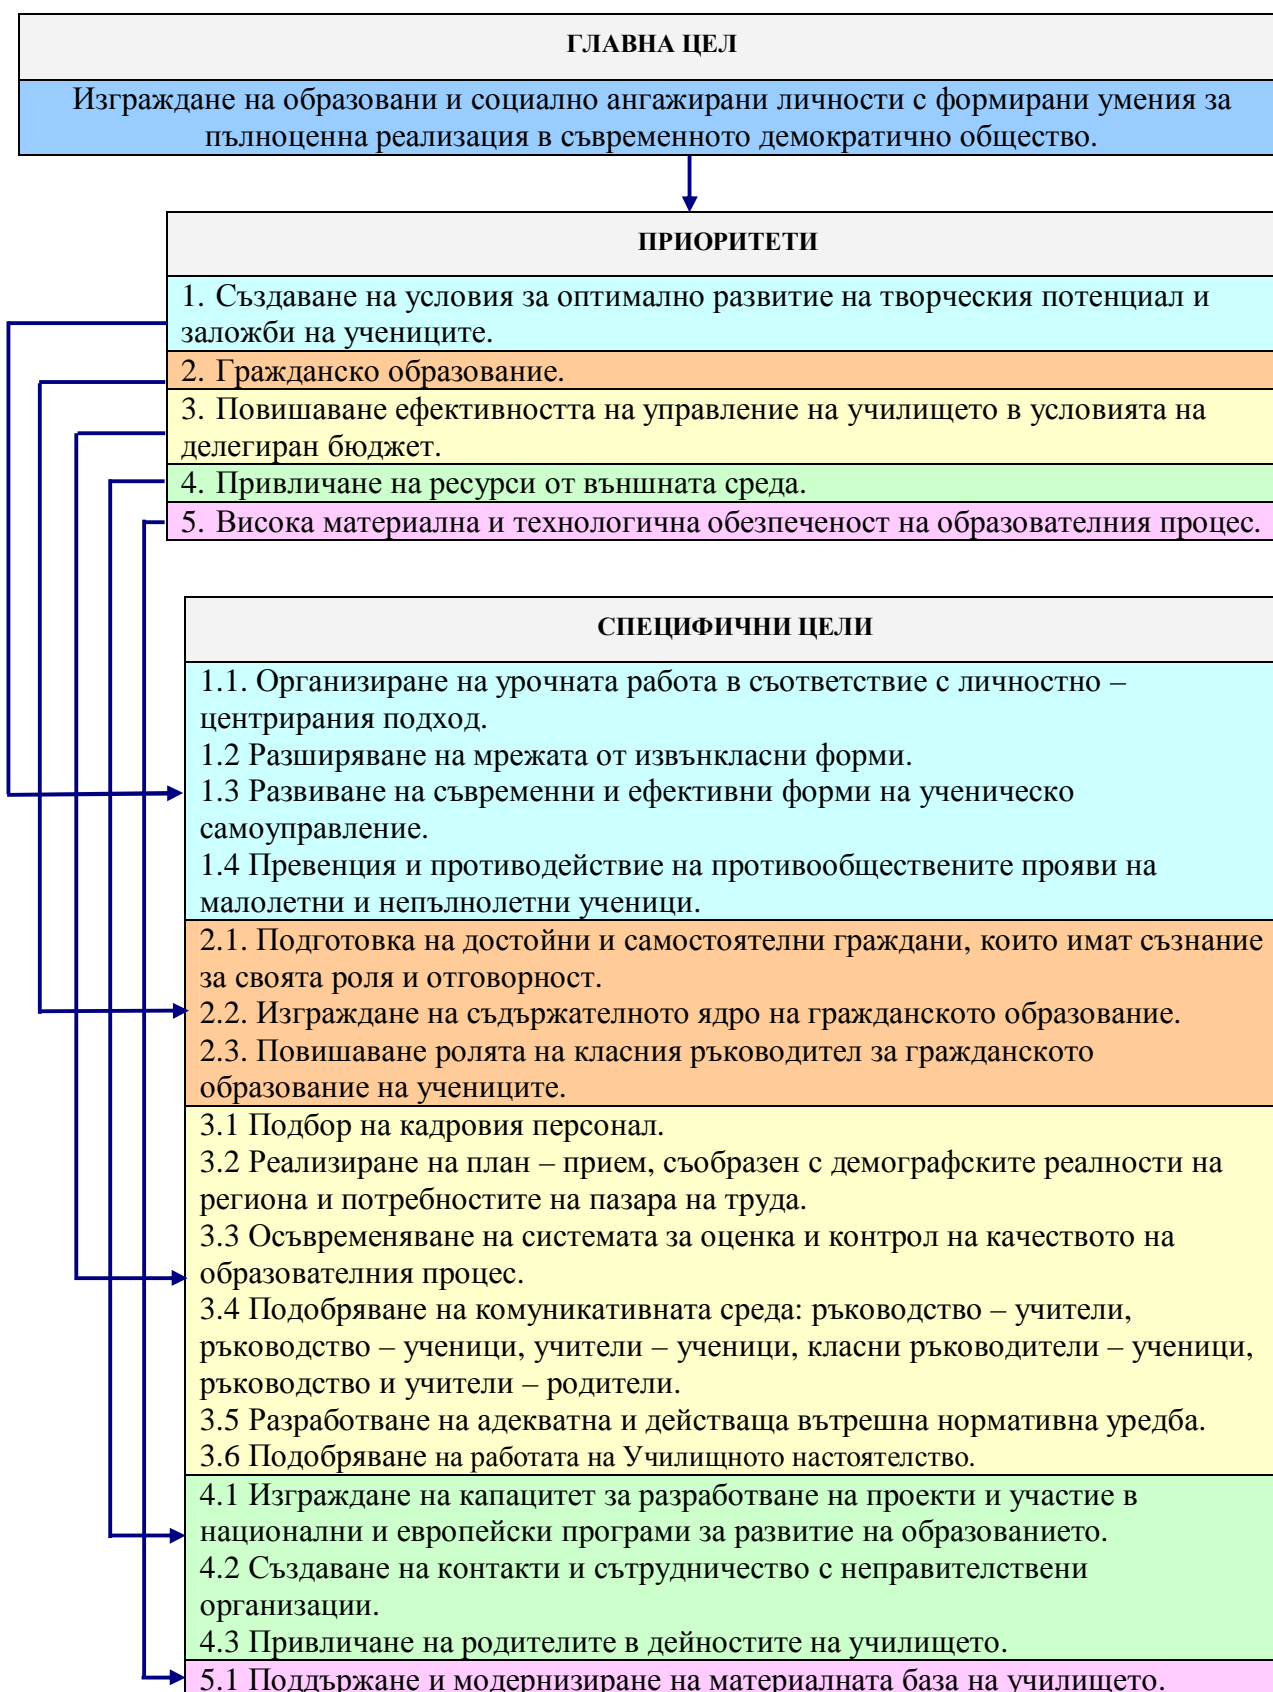 ГЛАВНА ЦЕЛ
Изграждане на образовани и социално ангажирани личности с формирани умения за
пълноценна реализация в съвременното демократично общество.
ПРИОРИТЕТИ
1. Създаване на условия за оптимално развитие на творческия потенциал и
заложби на учениците.
2. Гражданско образование.
3. Повишаване ефективността на управление на училището в условията на
делегиран бюджет.
4. Привличане на ресурси от външната среда.
5. Висока материална и технологична обезпеченост на образователния процес.
СПЕЦИФИЧНИ ЦЕЛИ
1.1. Организиране на урочната работа в съответствие с личностно –
центрирания подход.
1.2 Разширяване на мрежата от извънкласни форми.
1.3 Развиване на съвременни и ефективни форми на ученическо
самоуправление.
1.4 Превенция и противодействие на противообществените прояви на
малолетни и непълнолетни ученици.
2.1. Подготовка на достойни и самостоятелни граждани, които имат съзнание
за своята роля и отговорност.
2.2. Изграждане на съдържателното ядро на гражданското образование.
2.3. Повишаване ролята на класния ръководител за гражданското
образование на учениците.
3.1 Подбор на кадровия персонал.
3.2 Реализиране на план – прием, съобразен с демографските реалности на
региона и потребностите на пазара на труда.
3.3 Осъвременяване на системата за оценка и контрол на качеството на
образователния процес.
3.4 Подобряване на комуникативната среда: ръководство – учители,
ръководство – ученици, учители – ученици, класни ръководители – ученици,
ръководство и учители – родители.
3.5 Разработване на адекватна и действаща вътрешна нормативна уредба.
3.6 Подобряване на работата на Училищното настоятелство.
4.1 Изграждане на капацитет за разработване на проекти и участие в
национални и европейски програми за развитие на образованието.
4.2 Създаване на контакти и сътрудничество с неправителствени
организации.
4.3 Привличане на родителите в дейностите на училището.
5.1 Поддържане и модернизиране на материалната база на училището.